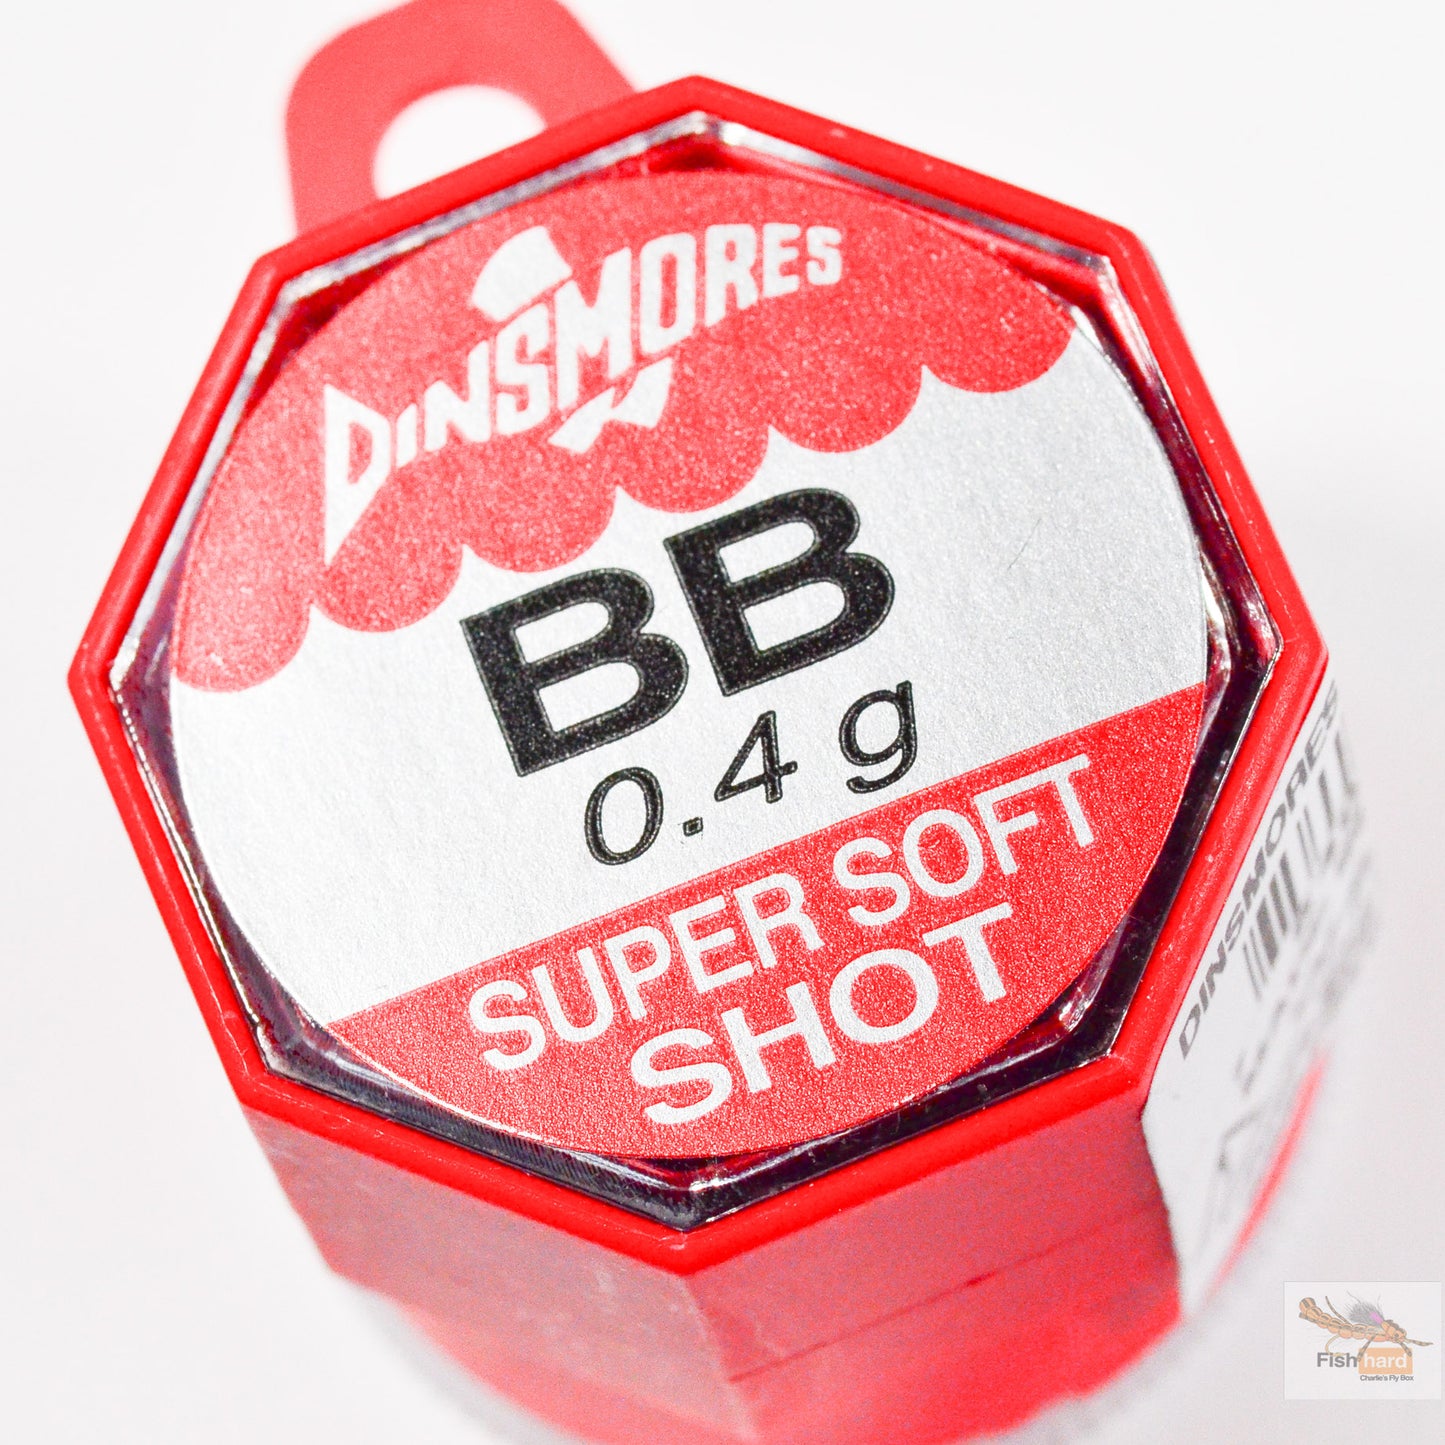 DINSMORES
BB
0.4g
SUPER SOFT
SHOT
DINSMORES
Fish hard
Charlie's Fly Box